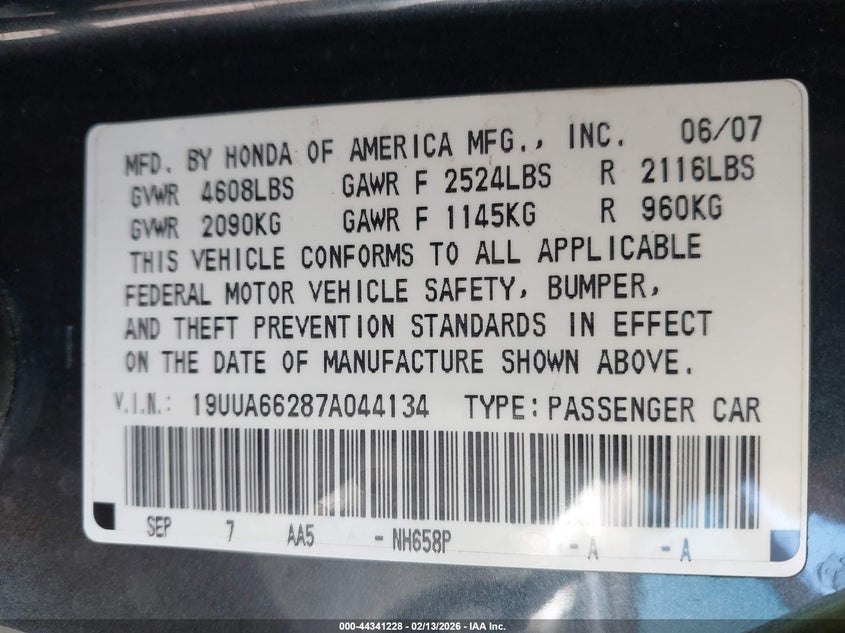 MFD. BY HONDA OF AMERICA MFG., INC. 06/07
GVWR 4608LBS GAWR F 2524LBS R 2116LBS
GVWR 2090KG GAWR F 1145KG R 960KG
THIS VEHICLE CONFORMS TO ALL APPLICABLE
FEDERAL MOTOR VEHICLE SAFETY, BUMPER,
AND THEFT PREVENTION STANDARDS IN EFFECT
ON THE DATE OF MANUFACTURE SHOWN ABOVE.
V.I.N.: 19UUA66287A044134 TYPE: PASSENGER CAR
SEP 7 AA5 - NH658P - A - A
000-44341228 - 02/13/2026 - IAA Inc.